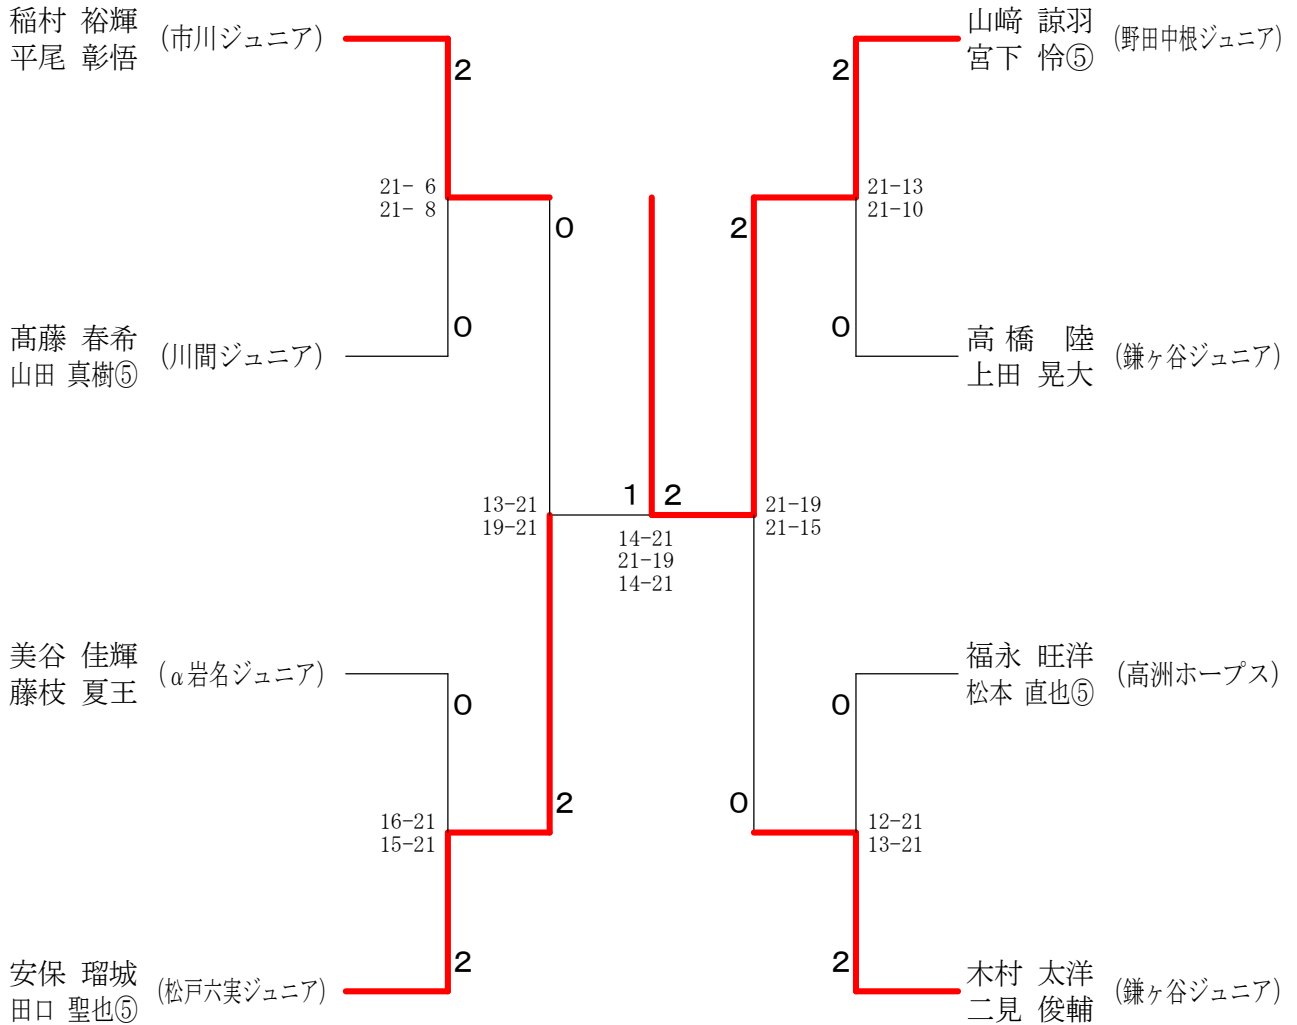 稲村 裕輝
平尾 彰悟
(市川ジュニア)
2
21- 6
21- 8
0
髙藤 春希
山田 真樹⑤
(川間ジュニア)
0
13-21
19-21
美谷 佳輝
藤枝 夏王
(α岩名ジュニア)
0
16-21
15-21
2
安保 瑠城
田口 聖也⑤
(松戸六実ジュニア)
2
1
2
14-21
21-19
14-21
山﨑 諒羽
宮下 怜⑤
(野田中根ジュニア)
2
21-13
21-10
2
高橋 陸
上田 晃大
(鎌ヶ谷ジュニア)
0
21-19
21-15
福永 旺洋
松本 直也⑤
(高洲ホープス)
0
12-21
13-21
0
木村 太洋
二見 俊輔
(鎌ヶ谷ジュニア)
2